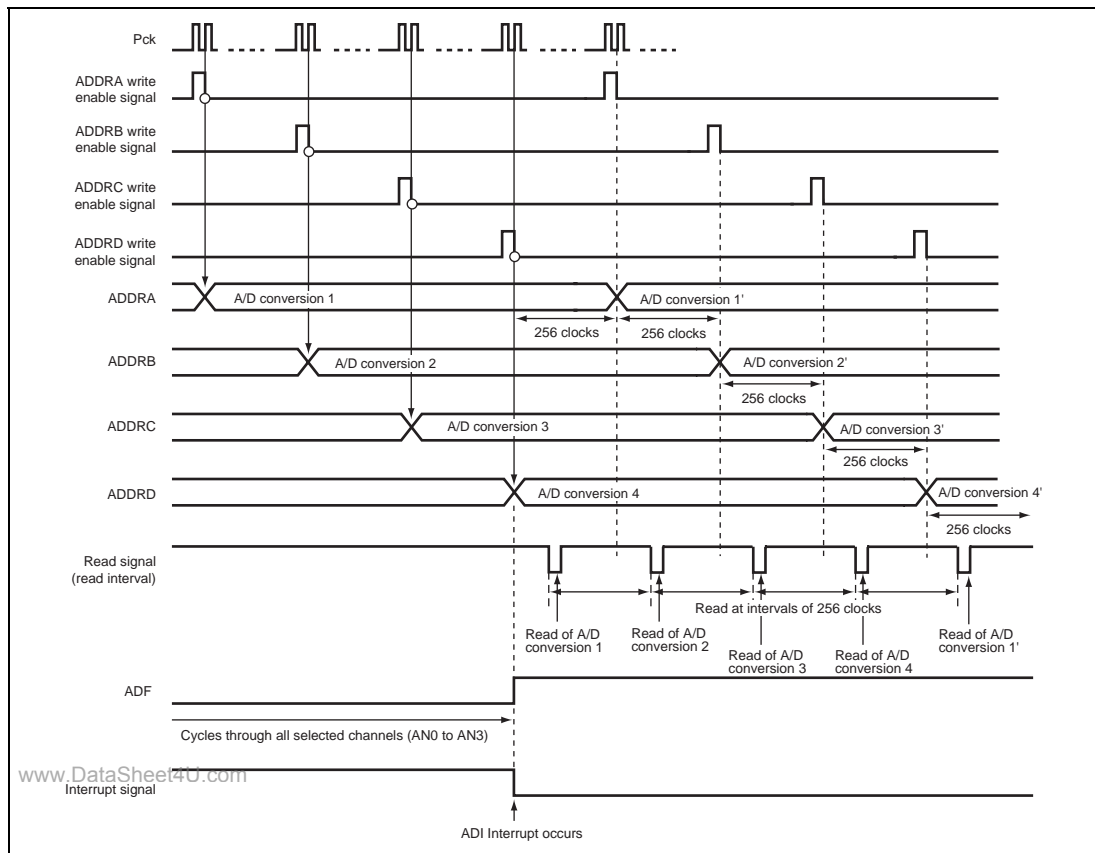 Pck
ADDRA write
enable signal
ADDRB write
enable signal
ADDRC write
enable signal
ADDRD write
enable signal
ADDRA
A/D conversion 1
A/D conversion 1'
256 clocks
256 clocks
ADDRB
A/D conversion 2
A/D conversion 2'
256 clocks
ADDRC
A/D conversion 3
A/D conversion 3'
256 clocks
ADDRD
A/D conversion 4
A/D conversion 4'
256 clocks
Read signal
(read interval)
Read at intervals of 256 clocks
Read of A/D
conversion 1
Read of A/D
conversion 2
Read of A/D
conversion 3
Read of A/D
conversion 4
Read of A/D
conversion 1'
ADF
Cycles through all selected channels (AN0 to AN3)
www.DataSheet4U.com
Interrupt signal
ADI Interrupt occurs